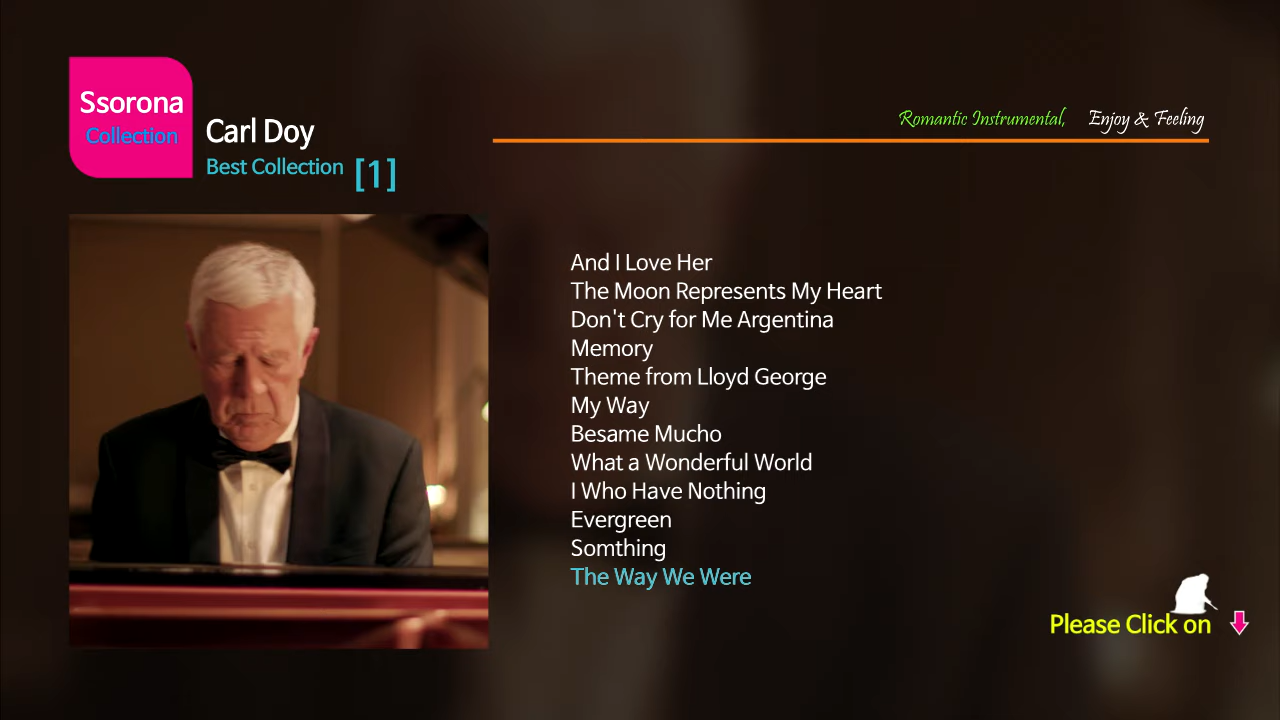 Ssorona
Collection
Carl Doy
Best Collection [1]
Romantic Instrumental, Enjoy & Feeling
And I Love Her
The Moon Represents My Heart
Don't Cry for Me Argentina
Memory
Theme from Lloyd George
My Way
Besame Mucho
What a Wonderful World
I Who Have Nothing
Evergreen
Somthing
The Way We Were
Please Click on